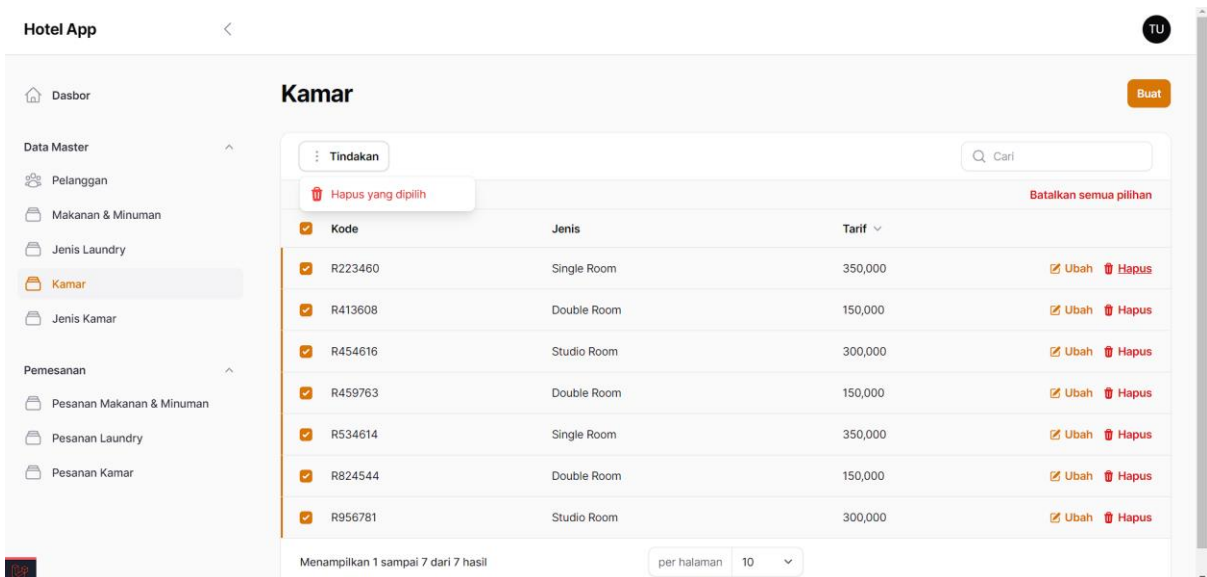 Hotel App
TU
Dasbor
Kamar
Buat
Data Master
Pelanggan
Makanan & Minuman
Jenis Laundry
Kamar
Jenis Kamar
Pemesanan
Pesanan Makanan & Minuman
Pesanan Laundry
Pesanan Kamar
Tindakan
Cari
Hapus yang dipilih
Batalkan semua pilihan
Kode Jenis Tarif
R223460 Single Room 350,000 Ubah Hapus
R413608 Double Room 150,000 Ubah Hapus
R454616 Studio Room 300,000 Ubah Hapus
R459763 Double Room 150,000 Ubah Hapus
R534614 Single Room 350,000 Ubah Hapus
R824544 Double Room 150,000 Ubah Hapus
R956781 Studio Room 300,000 Ubah Hapus
Menampilkan 1 sampai 7 dari 7 hasil per halaman 10